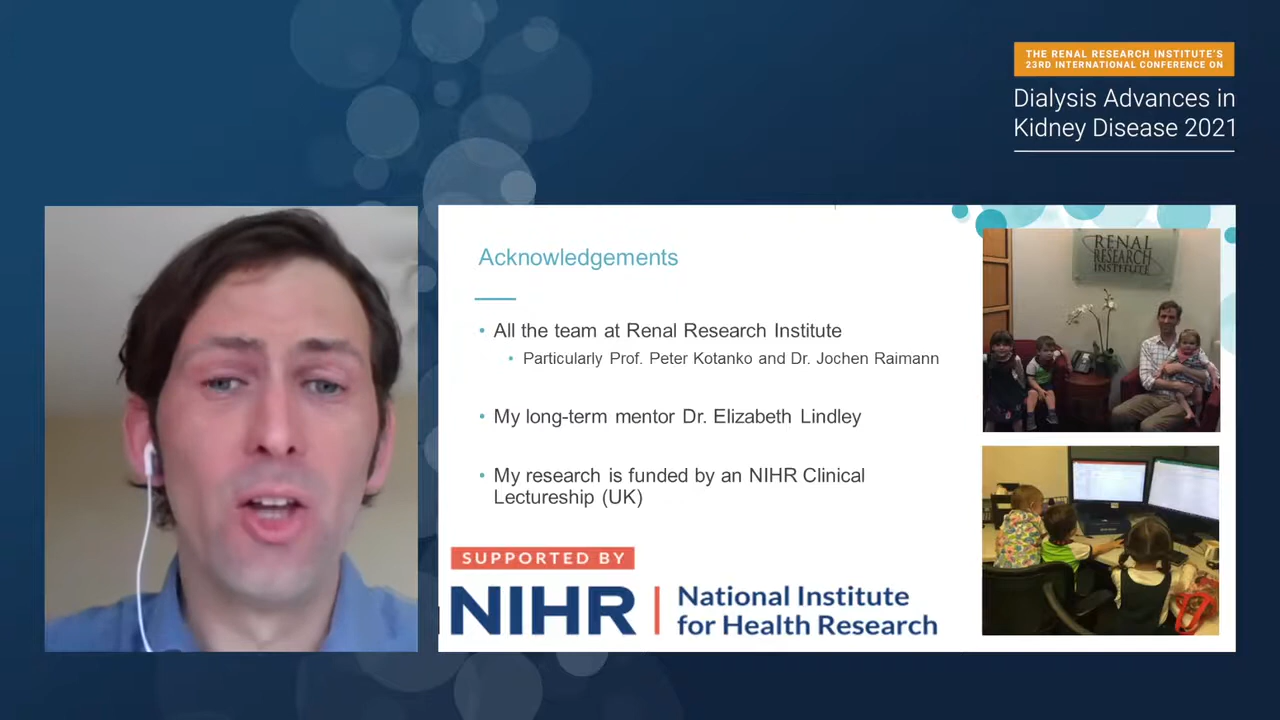 THE RENAL RESEARCH INSTITUTE'S
23RD INTERNATIONAL CONFERENCE ON
Dialysis Advances in
Kidney Disease 2021
Acknowledgements
• All the team at Renal Research Institute
• Particularly Prof. Peter Kotanko and Dr. Jochen Raimann
• My long-term mentor Dr. Elizabeth Lindley
• My research is funded by an NIHR Clinical
Lectureship (UK)
SUPPORTED BY
NIHR | National Institute
for Health Research
RENAL
RESEARCH
INSTITUTE